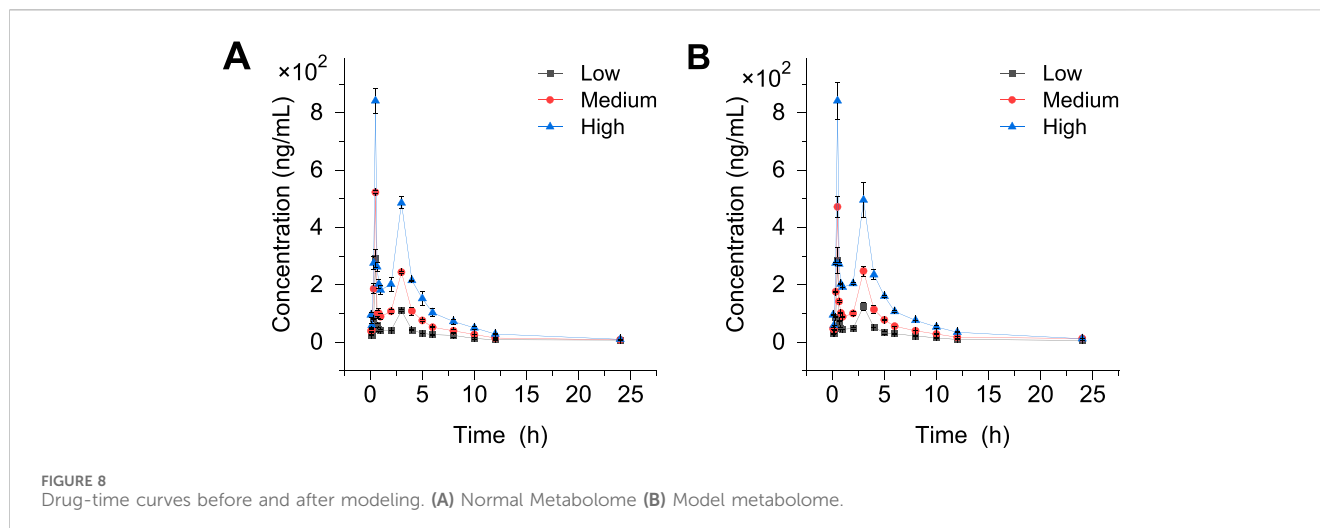 A
B
×10²
Low
Medium
High
8
6
4
2
0
Concentration (ng/mL)
0 5 10 15 20 25
Time (h)
×10²
Low
Medium
High
8
6
4
2
0
Concentration (ng/mL)
0 5 10 15 20 25
Time (h)
FIGURE 8
Drug-time curves before and after modeling. (A) Normal Metabolome (B) Model metabolome.